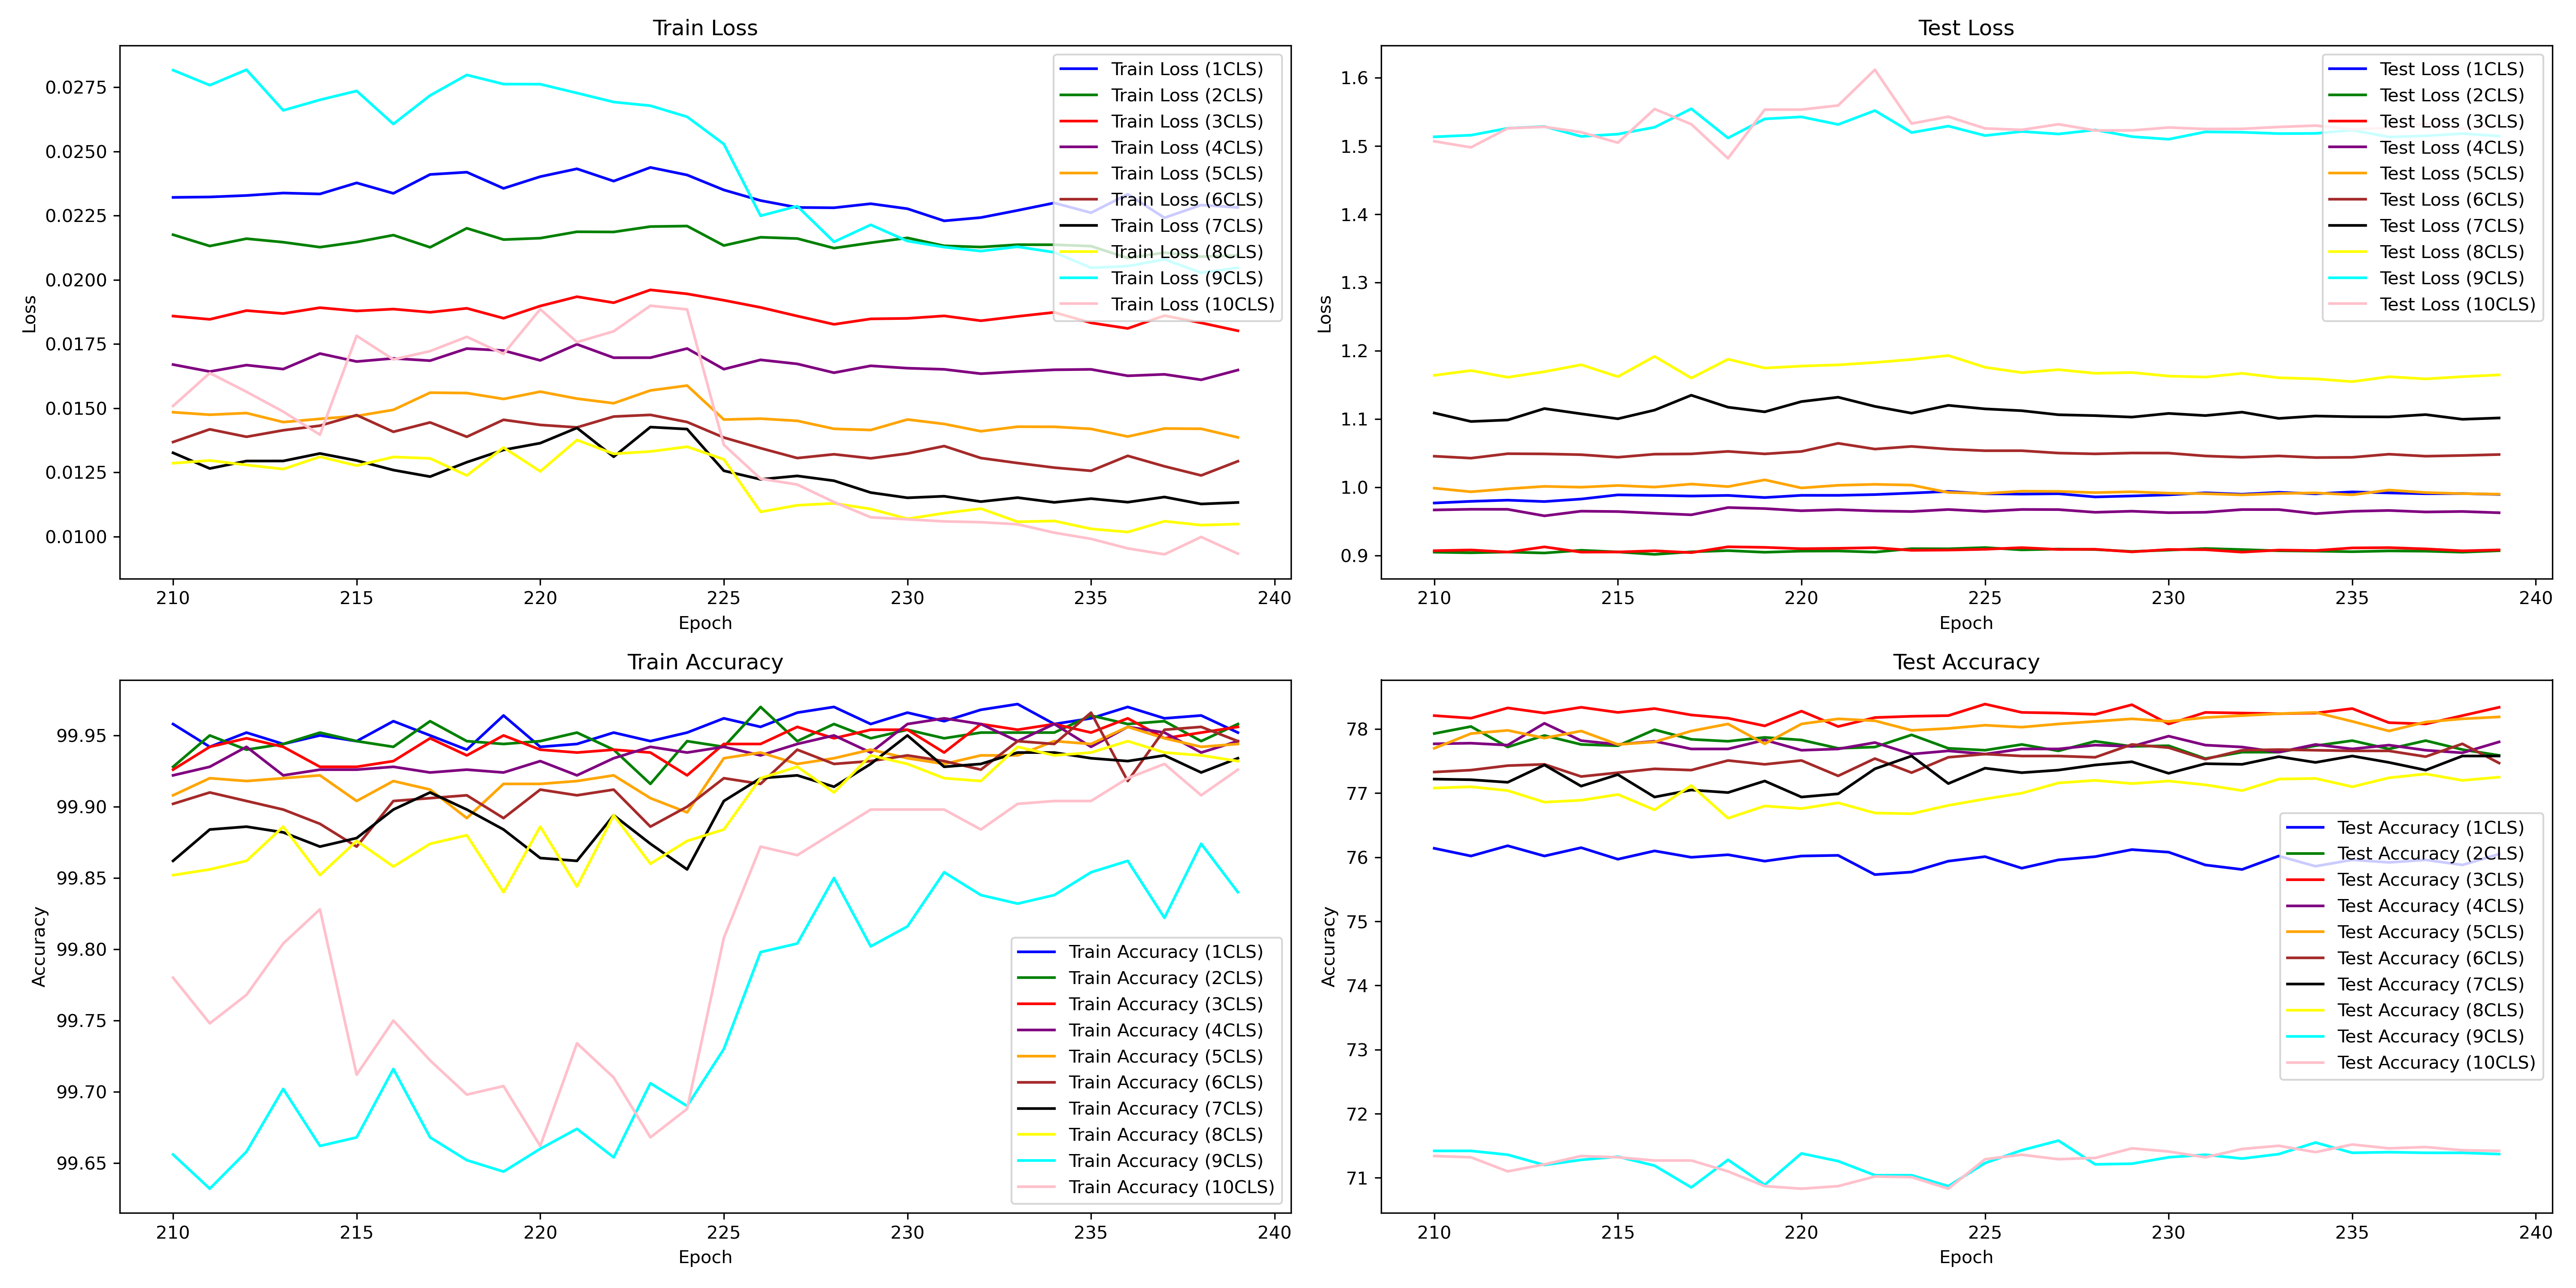 Train Loss
Loss
0.0275
0.0250
0.0225
0.0200
0.0175
0.0150
0.0125
0.0100
Train Loss (1CLS)
Train Loss (2CLS)
Train Loss (3CLS)
Train Loss (4CLS)
Train Loss (5CLS)
Train Loss (6CLS)
Train Loss (7CLS)
Train Loss (8CLS)
Train Loss (9CLS)
Train Loss (10CLS)
210 215 220 225 230 235 240
Epoch
Test Loss
Loss
1.6
1.5
1.4
1.3
1.2
1.1
1.0
0.9
Test Loss (1CLS)
Test Loss (2CLS)
Test Loss (3CLS)
Test Loss (4CLS)
Test Loss (5CLS)
Test Loss (6CLS)
Test Loss (7CLS)
Test Loss (8CLS)
Test Loss (9CLS)
Test Loss (10CLS)
210 215 220 225 230 235 240
Epoch
Train Accuracy
Accuracy
99.95
99.90
99.85
99.80
99.75
99.70
99.65
Train Accuracy (1CLS)
Train Accuracy (2CLS)
Train Accuracy (3CLS)
Train Accuracy (4CLS)
Train Accuracy (5CLS)
Train Accuracy (6CLS)
Train Accuracy (7CLS)
Train Accuracy (8CLS)
Train Accuracy (9CLS)
Train Accuracy (10CLS)
210 215 220 225 230 235 240
Epoch
Test Accuracy
Accuracy
78
77
76
75
74
73
72
71
Test Accuracy (1CLS)
Test Accuracy (2CLS)
Test Accuracy (3CLS)
Test Accuracy (4CLS)
Test Accuracy (5CLS)
Test Accuracy (6CLS)
Test Accuracy (7CLS)
Test Accuracy (8CLS)
Test Accuracy (9CLS)
Test Accuracy (10CLS)
210 215 220 225 230 235 240
Epoch